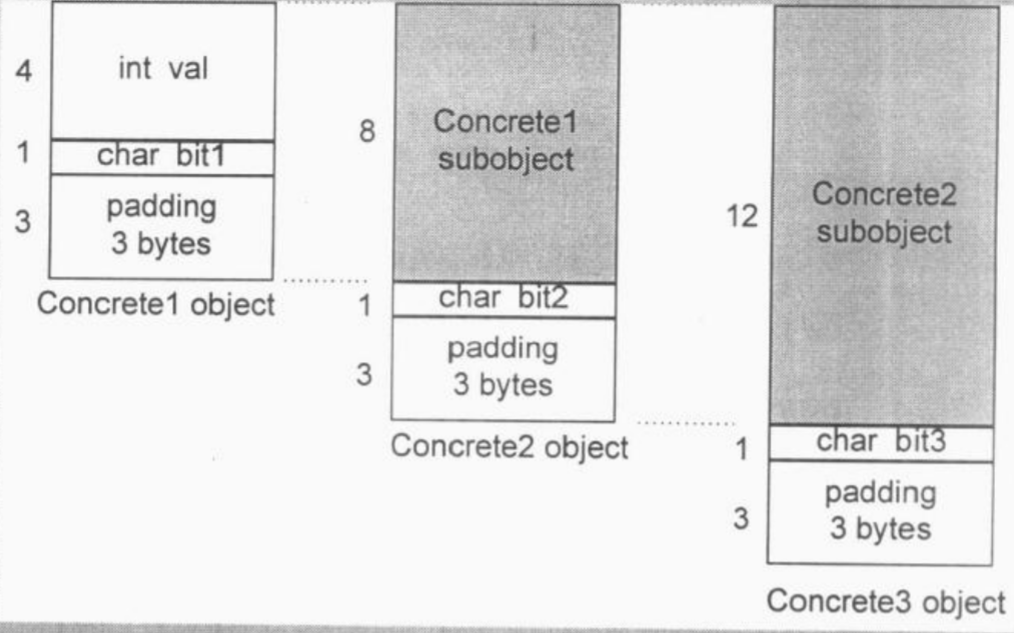 4
int val
1
char bit1
3
padding
3 bytes
Concrete1 object
8
Concrete1
subobject
1
char bit2
3
padding
3 bytes
Concrete2 object
12
Concrete2
subobject
1
char bit3
3
padding
3 bytes
Concrete3 object